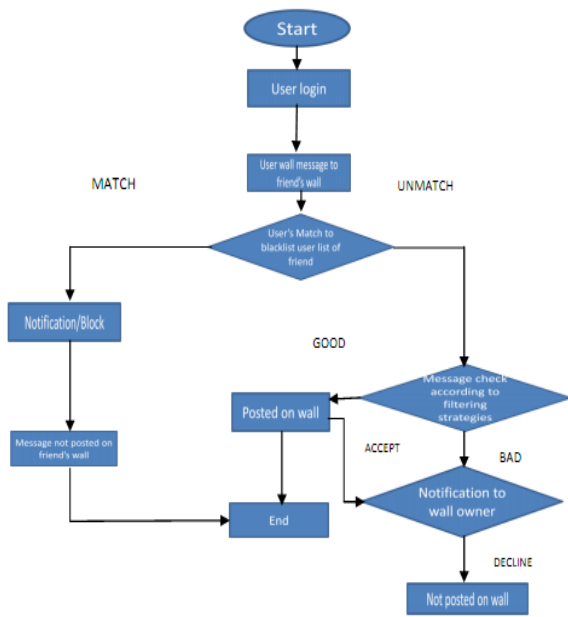 Start
User login
User wall message to
friend's wall
MATCH
UNMATCH
User's Match to
blacklist user list of
friend
Notification/Block
GOOD
Message check
according to
filtering
strategies
Posted on wall
Message not posted on
friend's wall
ACCEPT
BAD
Notification to
wall owner
End
DECLINE
Not posted on wall